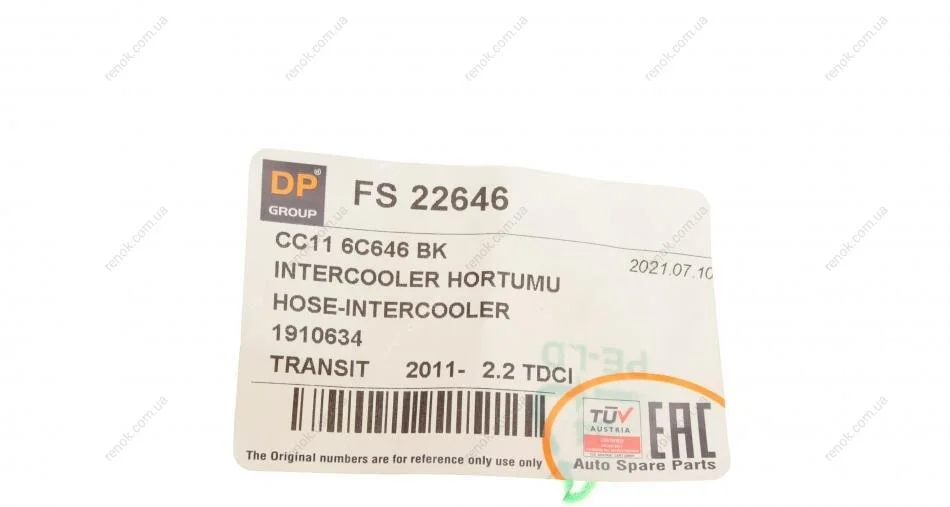 DP®
GROUP
FS 22646
CC11 6C646 BK
2021.07.10
INTERCOOLER HORTUMU
HOSE-INTERCOOLER
1910634
TRANSIT 2011- 2.2 TDCI
TÜV
AUSTRIA
EAC
The Original numbers are for reference only use only
Auto Spare Parts
renok.com.ua